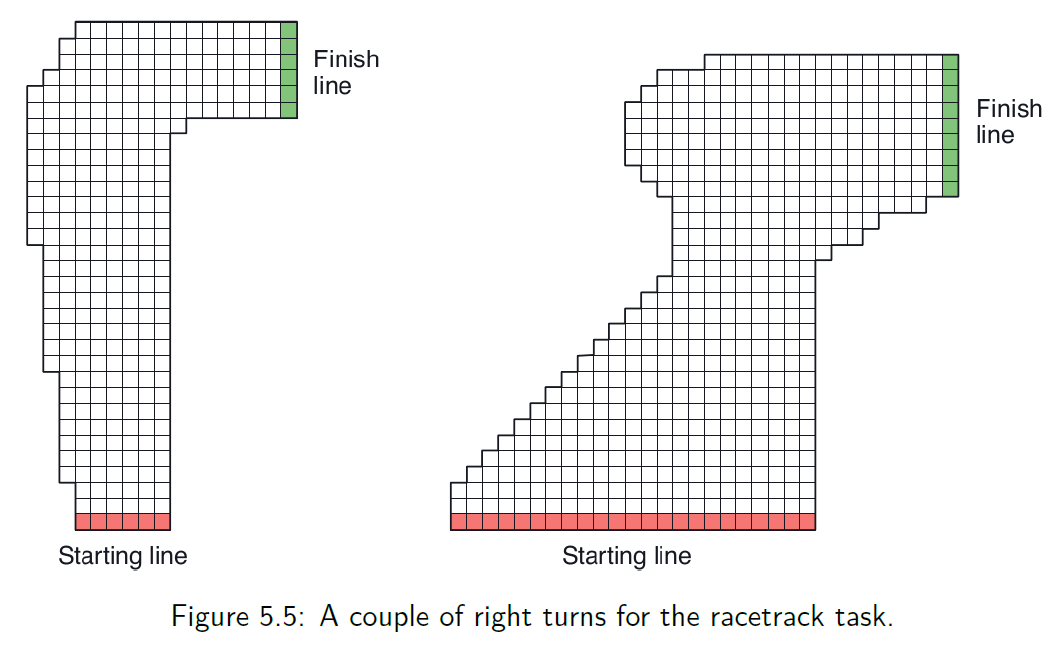 Finish
line
Finish
line
Starting line
Starting line
Figure 5.5: A couple of right turns for the racetrack task.